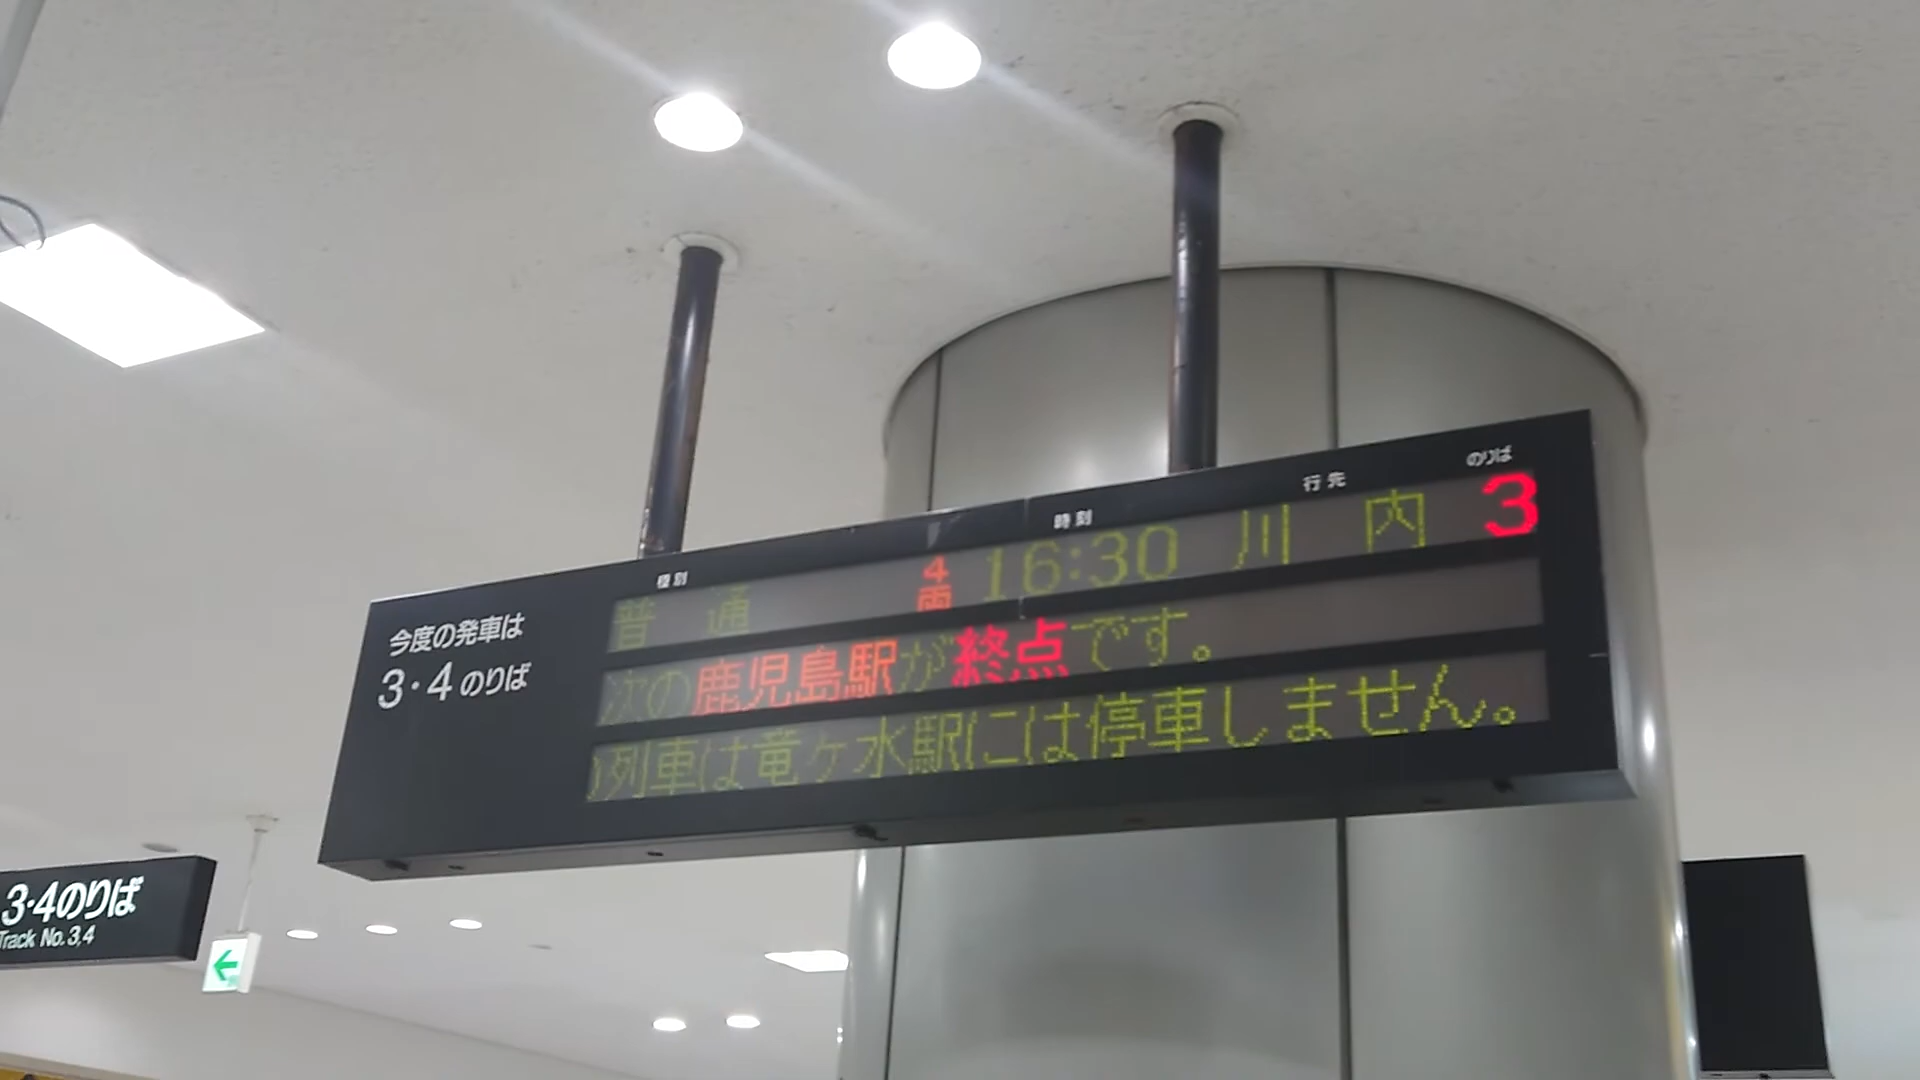 種別 時刻 行先 のりば
今度の発車は
3・4のりば
普通 4両 16:30 川内 3
次の鹿児島駅が終点です。
列車は竜ヶ水駅には停車しません。
3・4のりば
Track No.3,4